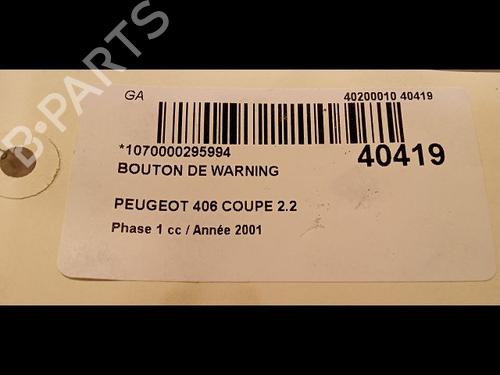 GA
40200010 40419
*1070000295994
40419
BOUTON DE WARNING
PEUGEOT 406 COUPE 2.2
Phase 1 cc / Année 2001
B-PARTS